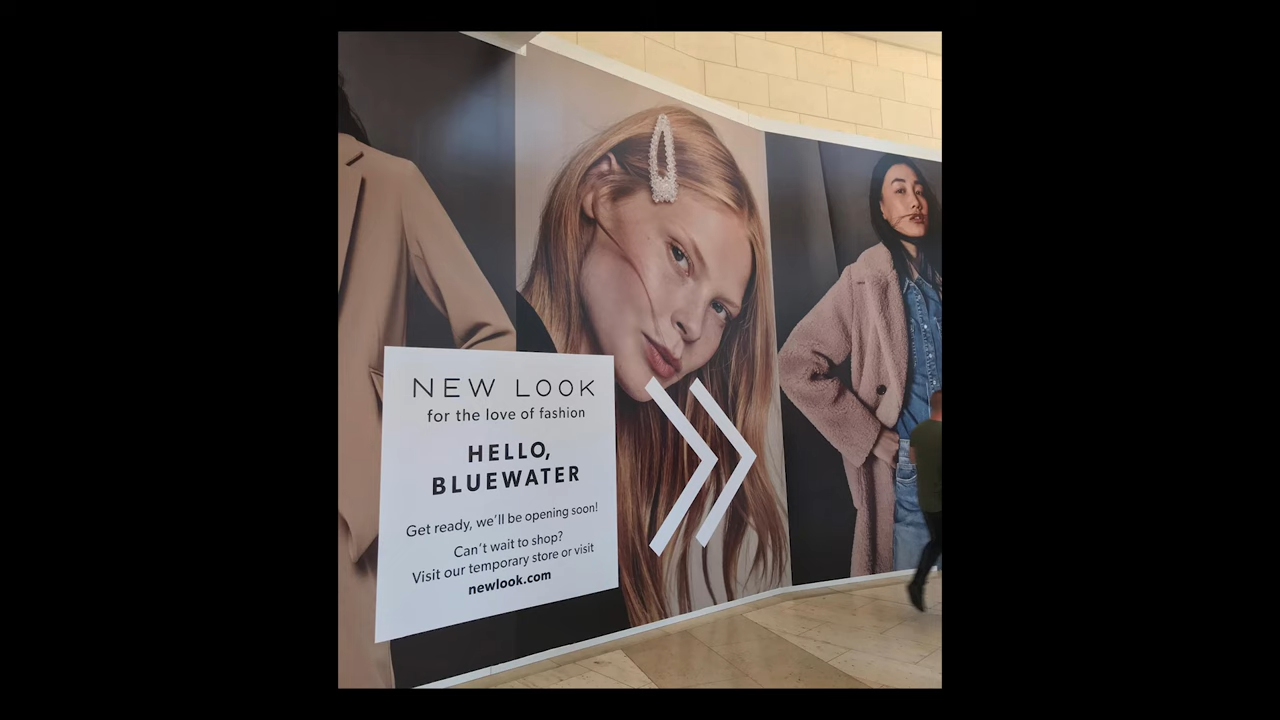 NEW LOOK
for the love of fashion
HELLO,
BLUEWATER
Get ready, we'll be opening soon!
Can't wait to shop?
Visit our temporary store or visit
newlook.com